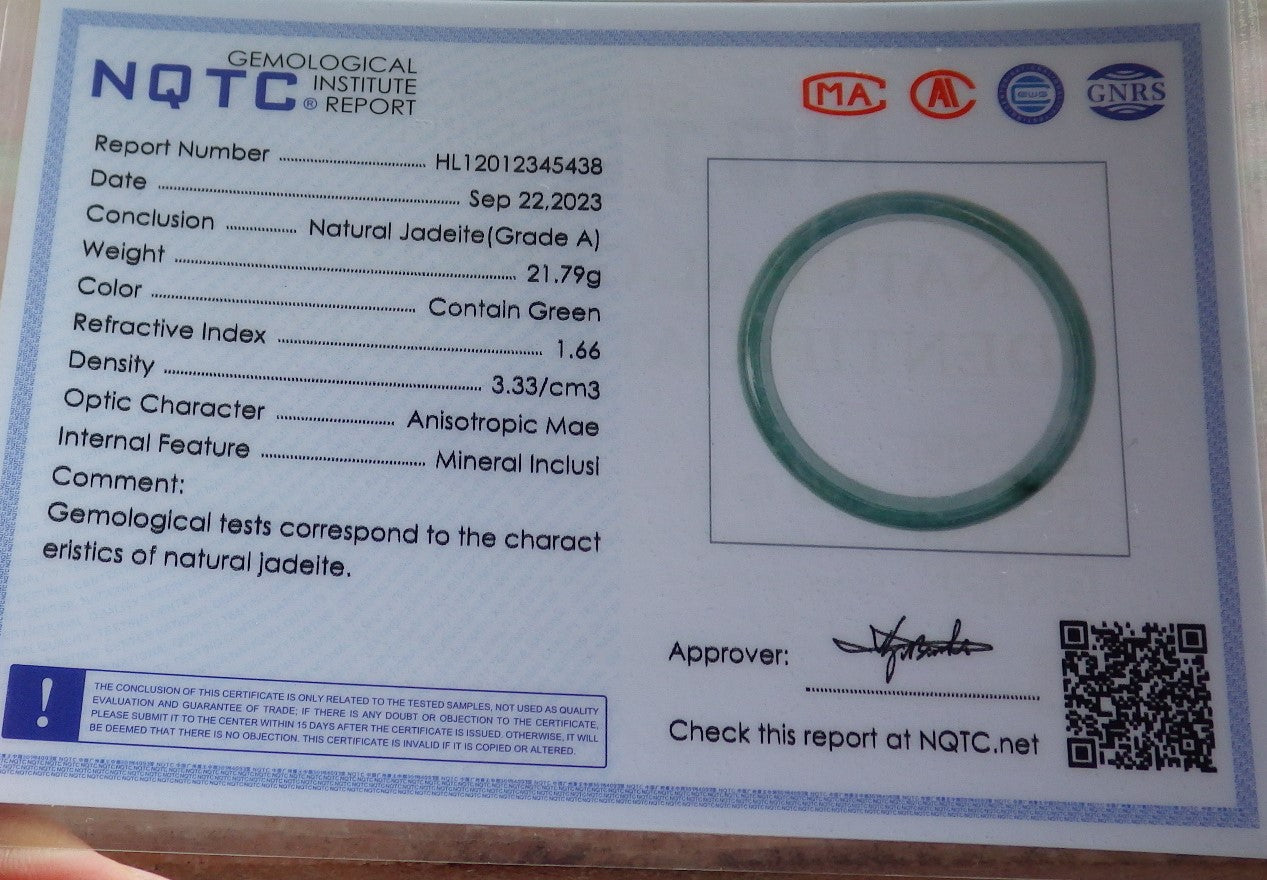 NQTC® GEMOLOGICAL
INSTITUTE
REPORT
MA
GNRS
Report Number HL12012345438
Date Sep 22,2023
Conclusion Natural Jadeite(Grade A)
Weight 21.79g
Color Contain Green
Refractive Index 1.66
Density 3.33/cm3
Optic Character Anisotropic Mae
Internal Feature Mineral Inclusi
Comment:
Gemological tests correspond to the charact
eristics of natural jadeite.
Approver:
Check this report at NQTC.net
! THE CONCLUSION OF THIS CERTIFICATE IS ONLY RELATED TO THE TESTED SAMPLES, NOT USED AS QUALITY
EVALUATION AND GUARANTEE OF TRADE; IF THERE IS ANY DOUBT OR OBJECTION TO THE CERTIFICATE,
PLEASE SUBMIT IT TO THE CENTER WITHIN 15 DAYS AFTER THE CERTIFICATE IS ISSUED. OTHERWISE, IT WILL
BE DEEMED THAT THERE IS NO OBJECTION. THIS CERTIFICATE IS INVALID IF IT IS COPIED OR ALTERED.